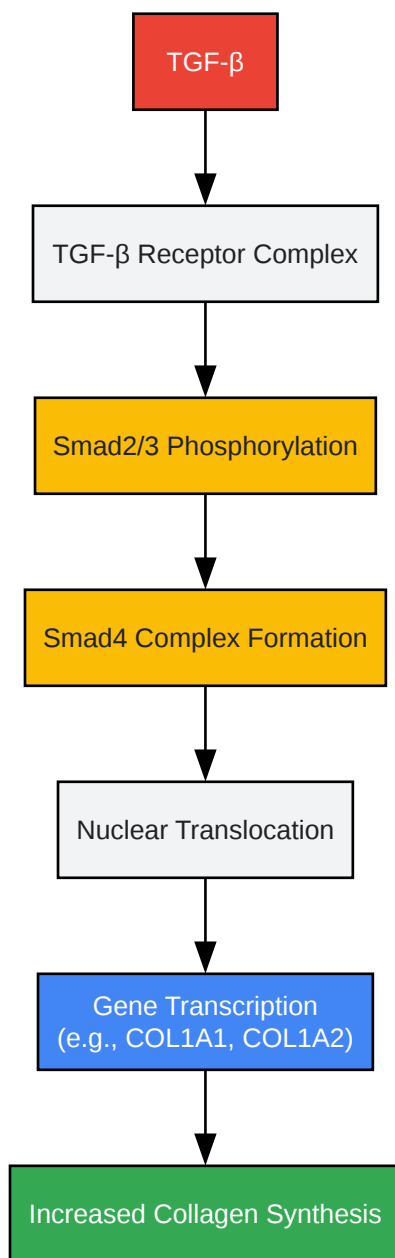 TGF-β
TGF-β Receptor Complex
Smad2/3 Phosphorylation
Smad4 Complex Formation
Nuclear Translocation
Gene Transcription
(e.g., COL1A1, COL1A2)
Increased Collagen Synthesis